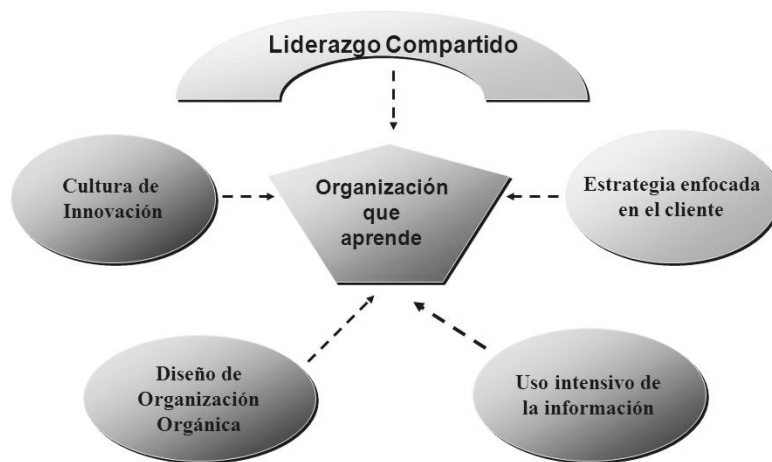 Liderazgo Compartido
Cultura de
Innovación
Organización
que
aprende
Estrategia enfocada
en el cliente
Diseño de
Organización
Orgánica
Uso intensivo de
la información